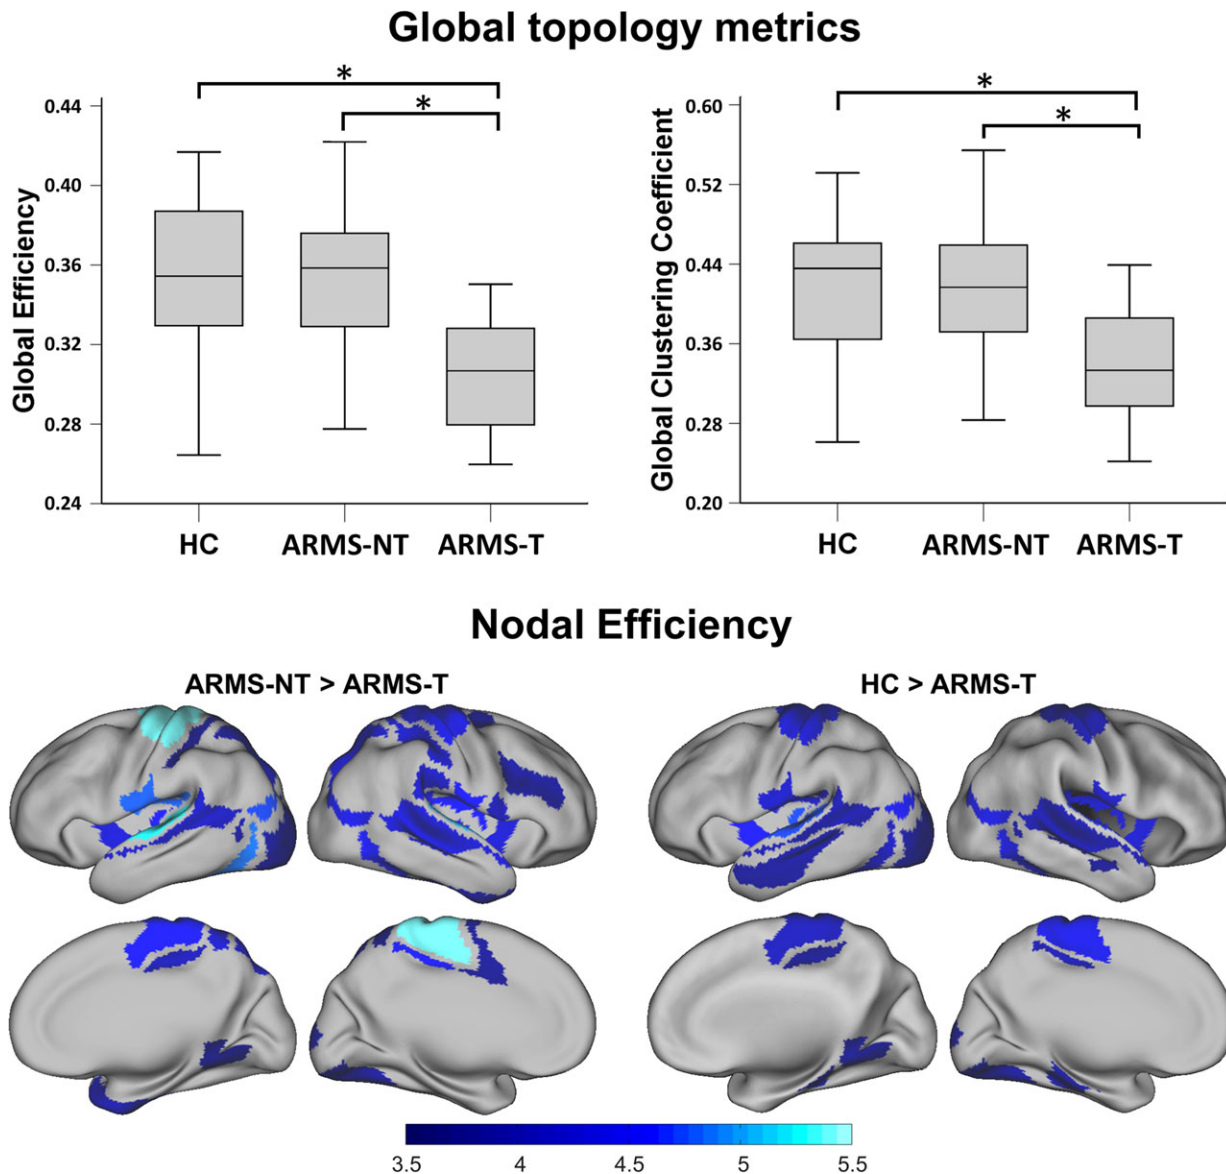 Global topology metrics
Global Efficiency
0.44
0.40
0.36
0.32
0.28
0.24
*
*
HC ARMS-NT ARMS-T
Global Clustering Coefficient
0.60
0.52
0.44
0.36
0.28
0.20
*
*
HC ARMS-NT ARMS-T
Nodal Efficiency
ARMS-NT > ARMS-T
HC > ARMS-T
3.5 4 4.5 5 5.5